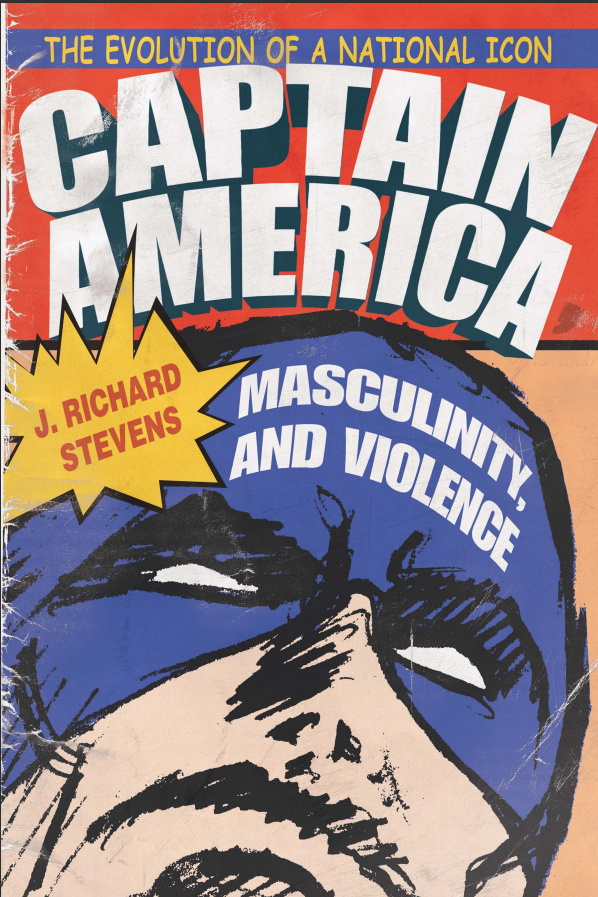 THE EVOLUTION OF A NATIONAL ICON
CAPTAIN
AMERICA
J. RICHARD
STEVENS
MASCULINITY,
AND VIOLENCE